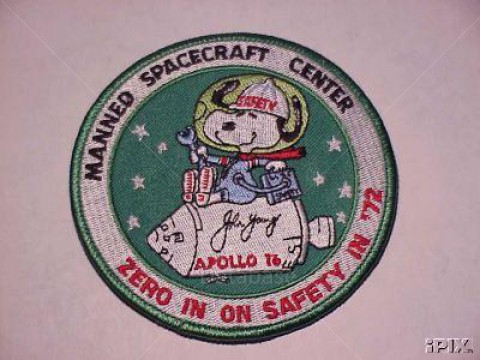 MANNED SPACECRAFT CENTER
SAFETY
John Young
APOLLO 16
ZERO IN ON SAFETY IN '72
iPIX